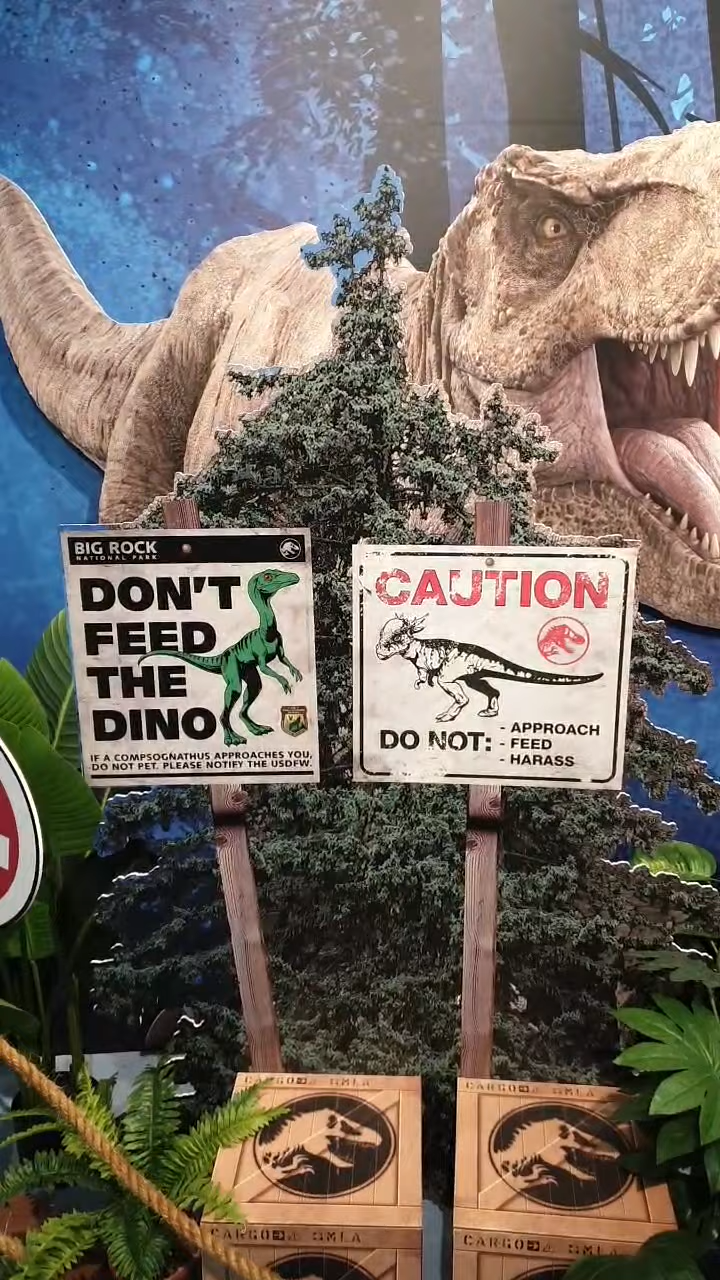 BIG ROCK
NATIONAL PARK
DON'T
FEED
THE
DINO
IF A COMPSOGNATHUS APPROACHES YOU,
DO NOT PET. PLEASE NOTIFY THE USDFW.
CAUTION
DO NOT:
- APPROACH
- FEED
- HARASS
CARGO
CARGO
CARGO
CARGO